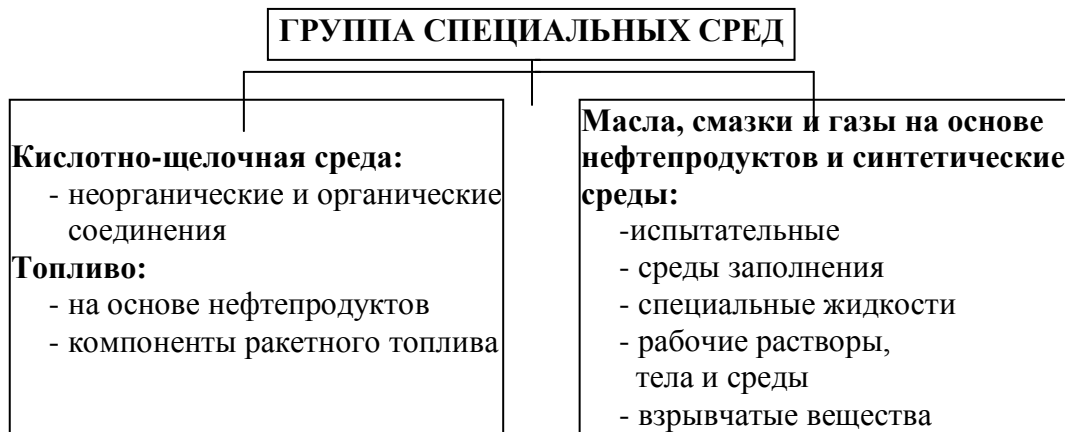 ГРУППА СПЕЦИАЛЬНЫХ СРЕД
Кислотно-щелочная среда:
- неорганические и органические
соединения
Топливо:
- на основе нефтепродуктов
- компоненты ракетного топлива
Масла, смазки и газы на основе
нефтепродуктов и синтетические
среды:
-испытательные
- среды заполнения
- специальные жидкости
- рабочие растворы,
тела и среды
- взрывчатые вещества